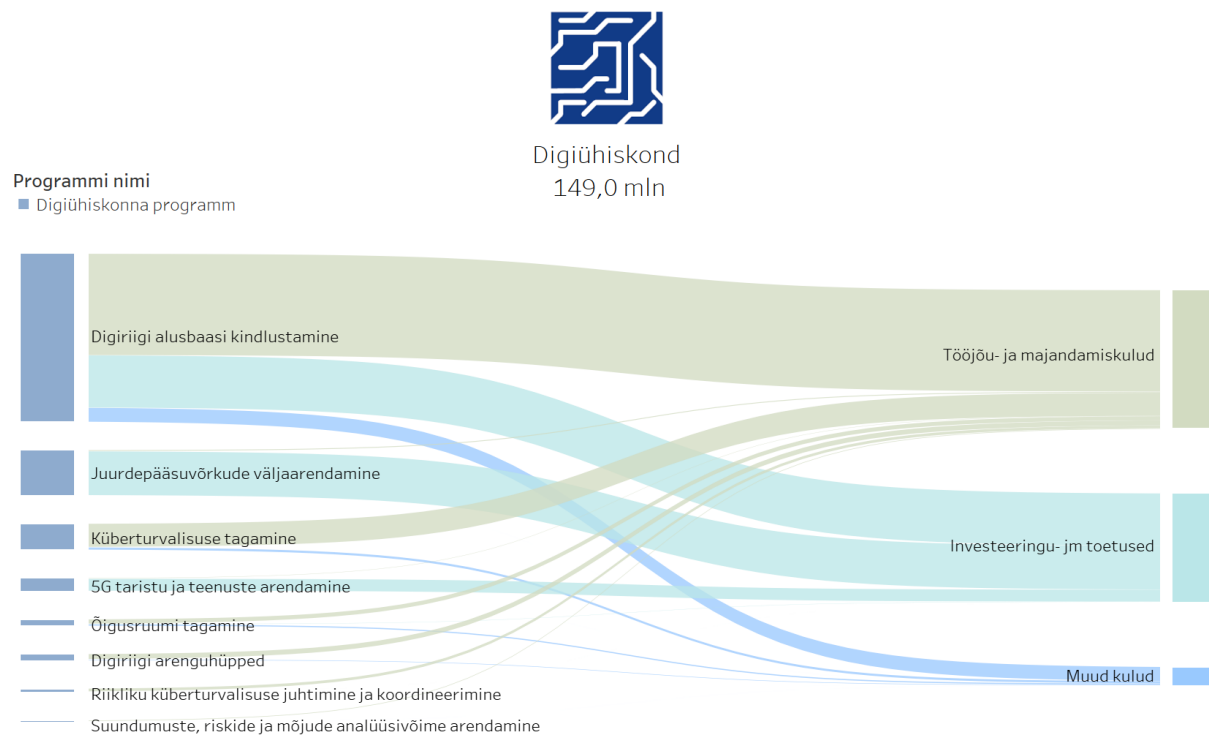 Digiühiskond
149,0 mln
Programmi nimi
Digiühiskonna programm
Digiriigi alusbaasi kindlustamine
Tööjõu- ja majandamiskulud
Juurdepääsuvõrkude väljaarendamine
Küberturvalisuse tagamine
Investeeringu- jm toetused
5G taristu ja teenuste arendamine
Õigusruumi tagamine
Digiriigi arenguhüpped
Muud kulud
Riikliku küberturvalisuse juhtimine ja koordineerimine
Suundumuste, riskide ja mõjude analüüsivõime arendamine